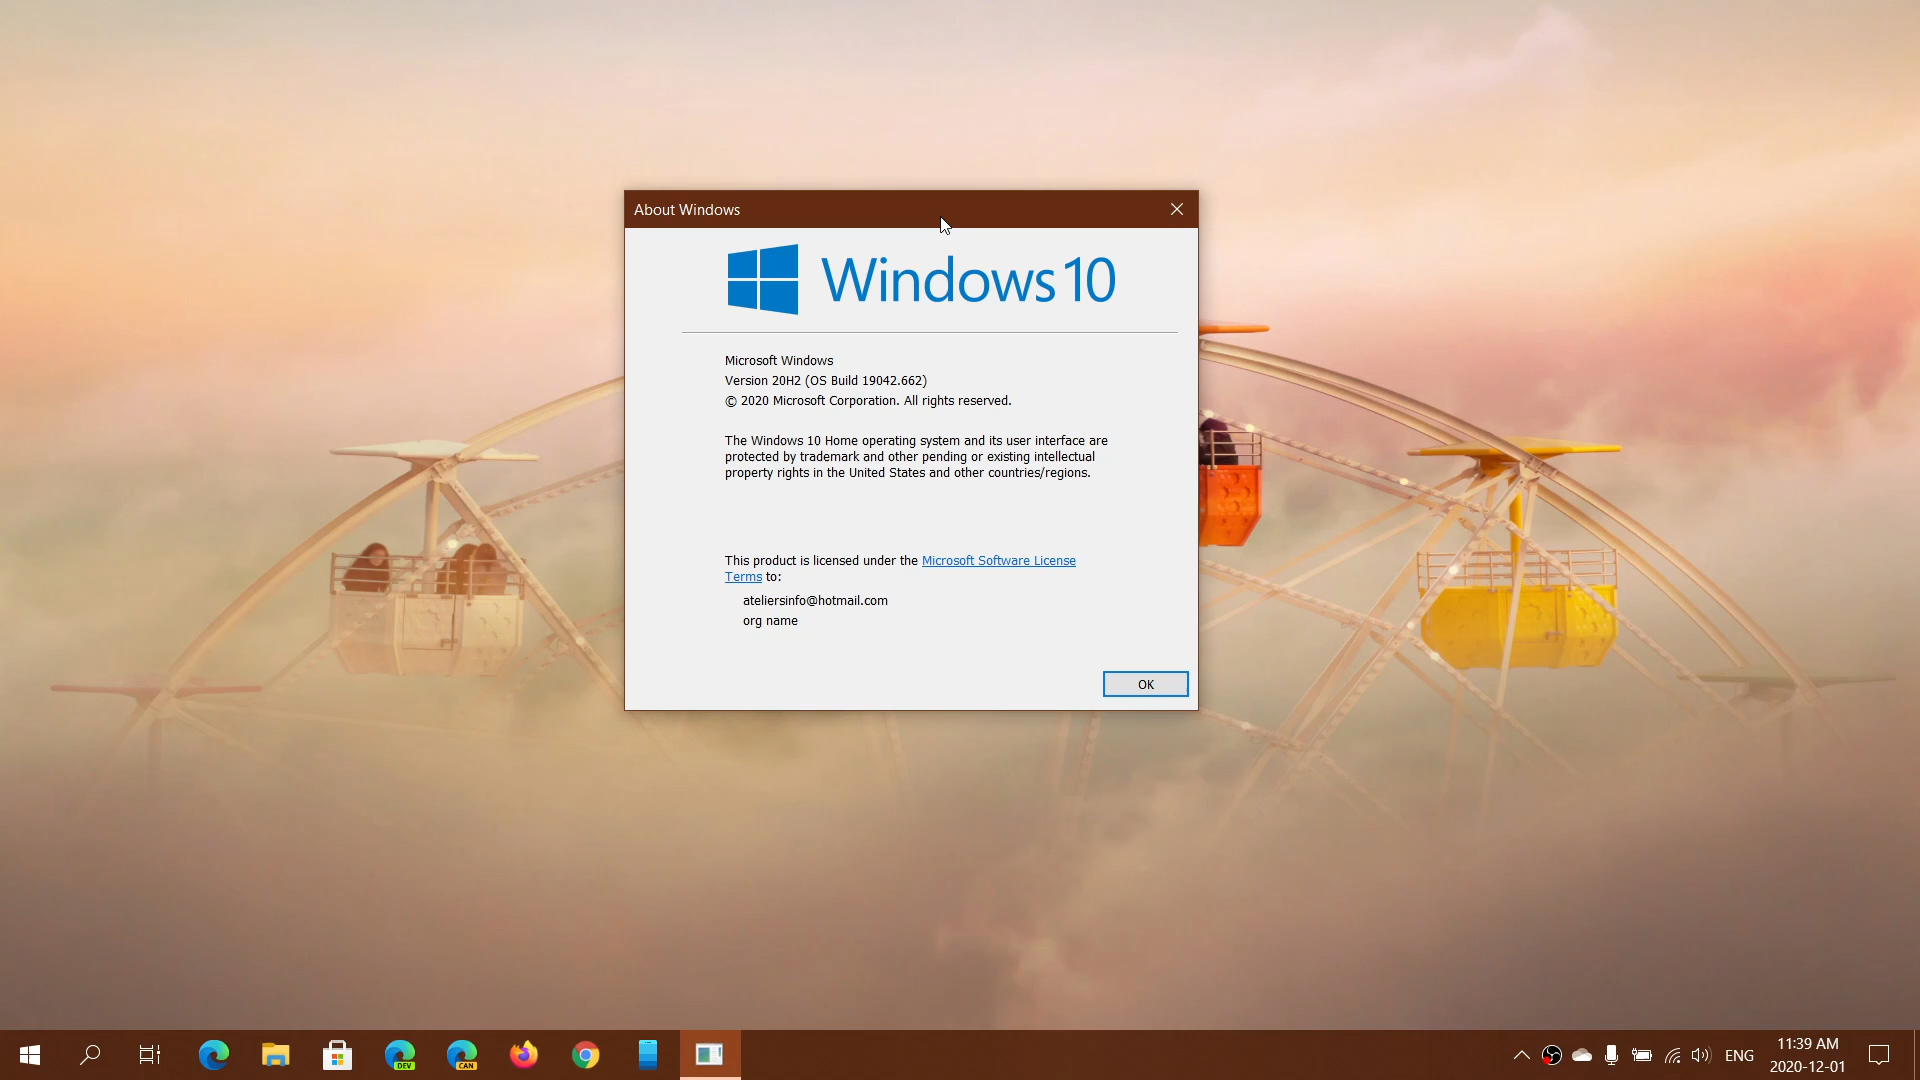 About Windows
Windows 10
Microsoft Windows
Version 20H2 (OS Build 19042.662)
© 2020 Microsoft Corporation. All rights reserved.
The Windows 10 Home operating system and its user interface are
protected by trademark and other pending or existing intellectual
property rights in the United States and other countries/regions.
This product is licensed under the Microsoft Software License
Terms to:
ateliersinfo@hotmail.com
org name
OK
DEV
CAN
ENG
11:39 AM
2020-12-01